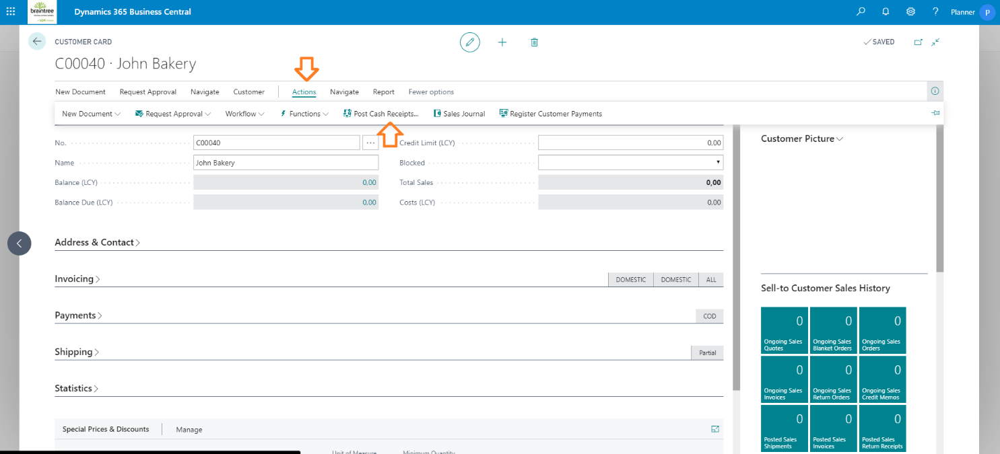 braintree
Dynamics 365 Business Central
Planner
P
CUSTOMER CARD
SAVED
C00040 · John Bakery
New Document Request Approval Navigate Customer Actions Navigate Report Fewer options
New Document Request Approval Workflow Functions Post Cash Receipts... Sales Journal Register Customer Payments
No. C00040 ... Credit Limit (LCY) 0,00
Name John Bakery Blocked
Balance (LCY) 0,00 Total Sales 0,00
Balance Due (LCY) 0,00 Costs (LCY) 0,00
Customer Picture
Address & Contact
Invoicing DOMESTIC DOMESTIC ALL
Payments COD
Shipping Partial
Statistics
Special Prices & Discounts Manage
Unit of Measure Minimum Quantity
Sell-to Customer Sales History
0 0 0
Ongoing Sales Ongoing Sales Ongoing Sales
Quotes Blanket Orders Orders
0 0 0
Ongoing Sales Ongoing Sales Ongoing Sales
Invoices Return Orders Credit Memos
0 0 0
Posted Sales Posted Sales Posted Sales
Shipments Invoices Return Receipts